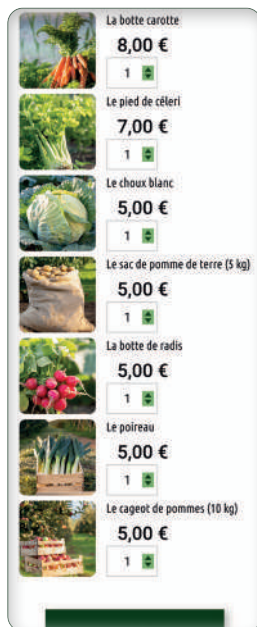 La botte carotte
8,00 €
1
Le pied de céleri
7,00 €
1
Le choux blanc
5,00 €
1
Le sac de pomme de terre (5 kg)
5,00 €
1
La botte de radis
5,00 €
1
Le poireau
5,00 €
1
Le cageot de pommes (10 kg)
5,00 €
1